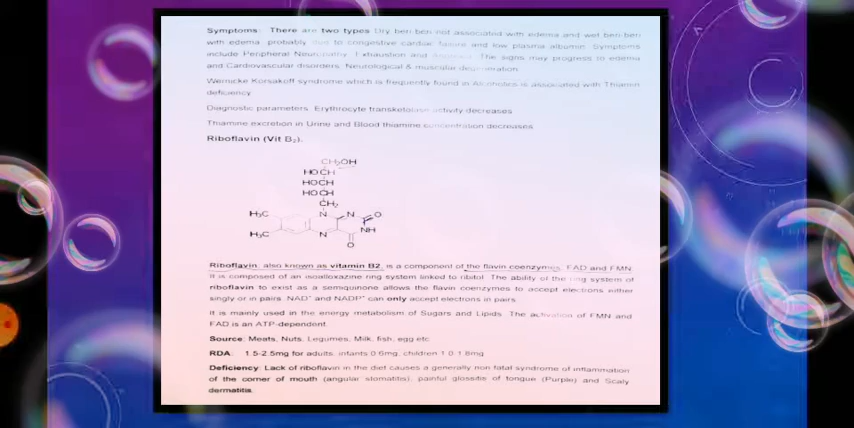 Symptoms: There are two types Dry beri beri not associated with edema and wet beri-beri
with edema probably due to congestive cardiac failure and low plasma albumin. Symptoms
include Peripheral Neuropathy, Exhaustion and The signs may progress to edema
and Cardiovascular disorders, Neurological & muscular degeneration
Wernicke Korsakoff syndrome which is frequently found in Alcoholics is associated with
deficiency
Diagnostic parameters. Erythrocyte transketolase activity decreases
Thiamine excretion in Urine and Blood thiamine concentration decreases
Riboflavin (Vit B₂).
CH₂OH
HOCH
HOCH
HOCH
CH₂
H₃C N N O
H₃C N NH
O
Riboflavin, also known as vitamin B2, is a component of the flavin coenzymes, FAD and FMN
It is composed of an isoalloxazine ring system linked to ribitol. The ability of the ring system of
riboflavin to exist as a semiquinone allows the flavin coenzymes to accept electrons either
singly or in pairs. NAD⁺ and NADP⁺ can only accept electrons in pairs
It is mainly used in the energy metabolism of Sugars and Lipids. The activation of FMN and
FAD is an ATP-dependent
Source: Meats, Nuts, Legumes, Milk, fish, egg etc
RDA: 1.5-2.5mg for adults, infants 0.6mg, children 1.0-1.8mg
Deficiency: Lack of riboflavin in the diet causes a generally non fatal syndrome of inflammation
of the corner of mouth (angular stomatitis), painful glossitis of tongue (Purple) and Scaly
dermatitis.